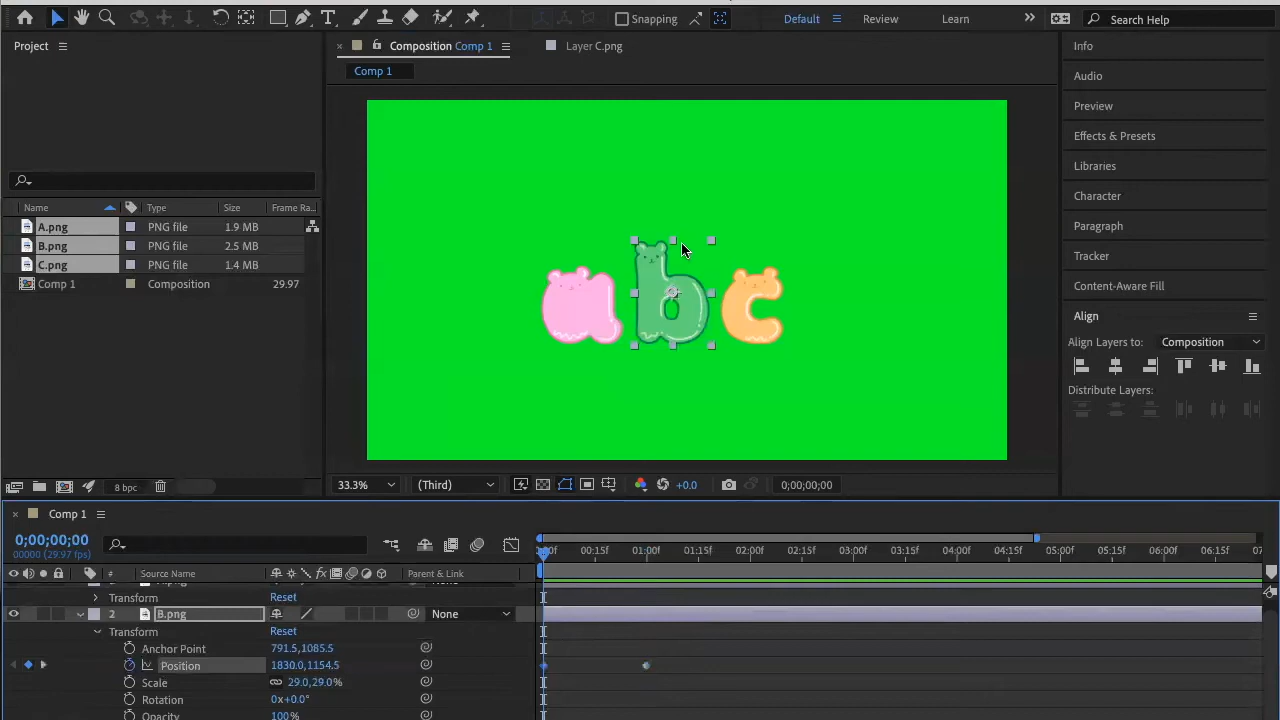 Snapping
Default
Review
Learn
Search Help
Project
Composition Comp 1
Layer C.png
Comp 1
Info
Audio
Preview
Effects & Presets
Libraries
Character
Paragraph
Tracker
Content-Aware Fill
Align
Align Layers to: Composition
Distribute Layers:
Name Type Size Frame Ra...
A.png PNG file 1.9 MB
B.png PNG file 2.5 MB
C.png PNG file 1.4 MB
Comp 1 Composition 29.97
a b c
8 bpc
33.3% (Third) +0.0 0;00;00;00
Comp 1
0;00;00;00
00000 (29.97 fps)
:00f 00:15f 01:00f 01:15f 02:00f 02:15f 03:00f 03:15f 04:00f 04:15f 05:00f 05:15f 06:00f 06:15f 07
# Source Name Parent & Link
Transform Reset
2 B.png None
Transform Reset
Anchor Point 791.5,1085.5
Position 1830.0,1154.5
Scale 29.0,29.0%
Rotation 0x+0.0°
Opacity 100%